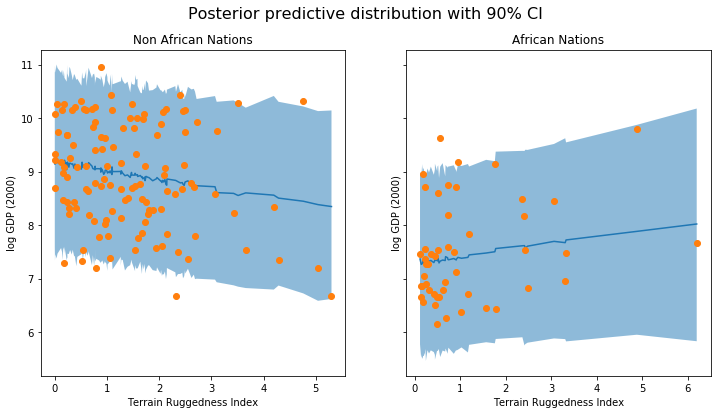 Posterior predictive distribution with 90% CI
Non African Nations
African Nations
log GDP (2000)
11
10
9
8
7
6
0
1
2
3
4
5
Terrain Ruggedness Index
log GDP (2000)
0
1
2
3
4
5
6
Terrain Ruggedness Index